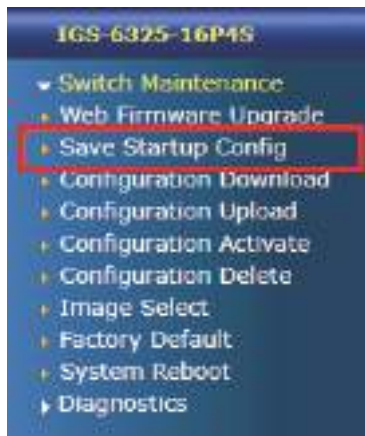 IGS-6325-16P4S
Switch Maintenance
Web Firmware Upgrade
Save Startup Config
Configuration Download
Configuration Upload
Configuration Activate
Configuration Delete
Image Select
Factory Default
System Reboot
Diagnostics